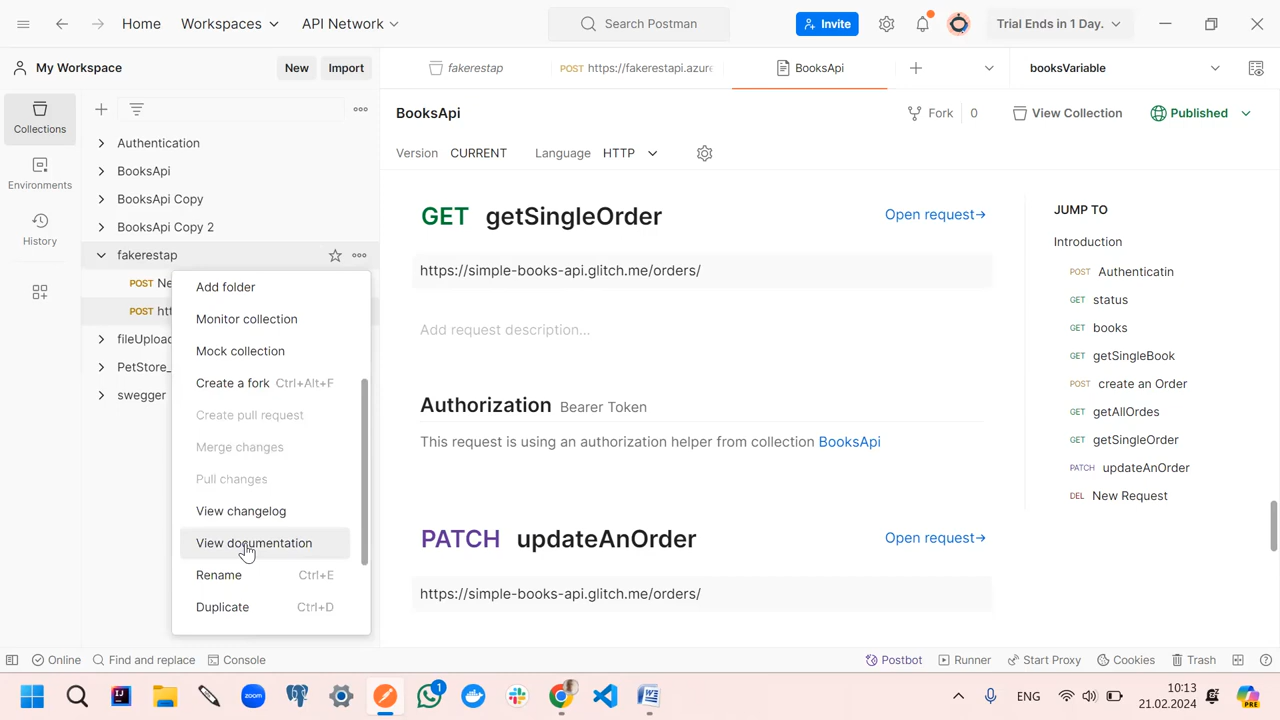 Home
Workspaces
API Network
Search Postman
Invite
Trial Ends in 1 Day.
My Workspace
New
Import
fakerestap
POST https://fakerestapi.azure
BooksApi
booksVariable
Collections
Environments
History
Authentication
BooksApi
BooksApi Copy
BooksApi Copy 2
fakerestap
POST Ne
POST htt
fileUpload
PetStore_
swegger
Add folder
Monitor collection
Mock collection
Create a fork Ctrl+Alt+F
Create pull request
Merge changes
Pull changes
View changelog
View documentation
Rename Ctrl+E
Duplicate Ctrl+D
BooksApi
Fork 0
View Collection
Published
Version CURRENT
Language HTTP
GET getSingleOrder
Open request→
https://simple-books-api.glitch.me/orders/
Add request description...
Authorization Bearer Token
This request is using an authorization helper from collection BooksApi
PATCH updateAnOrder
Open request→
https://simple-books-api.glitch.me/orders/
JUMP TO
Introduction
POST Authenticatin
GET status
GET books
GET getSingleBook
POST create an Order
GET getAllOrdes
GET getSingleOrder
PATCH updateAnOrder
DEL New Request
Online
Find and replace
Console
Postbot
Runner
Start Proxy
Cookies
Trash
zoom
1
PRE
ENG
10:13
21.02.2024